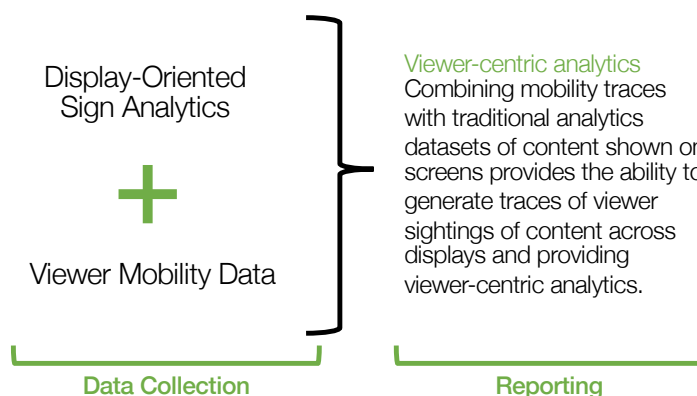 Display-Oriented
Sign Analytics
+
Viewer Mobility Data
Data Collection
Viewer-centric analytics
Combining mobility traces
with traditional analytics
datasets of content shown on
screens provides the ability to
generate traces of viewer
sightings of content across
displays and providing
viewer-centric analytics.
Reporting